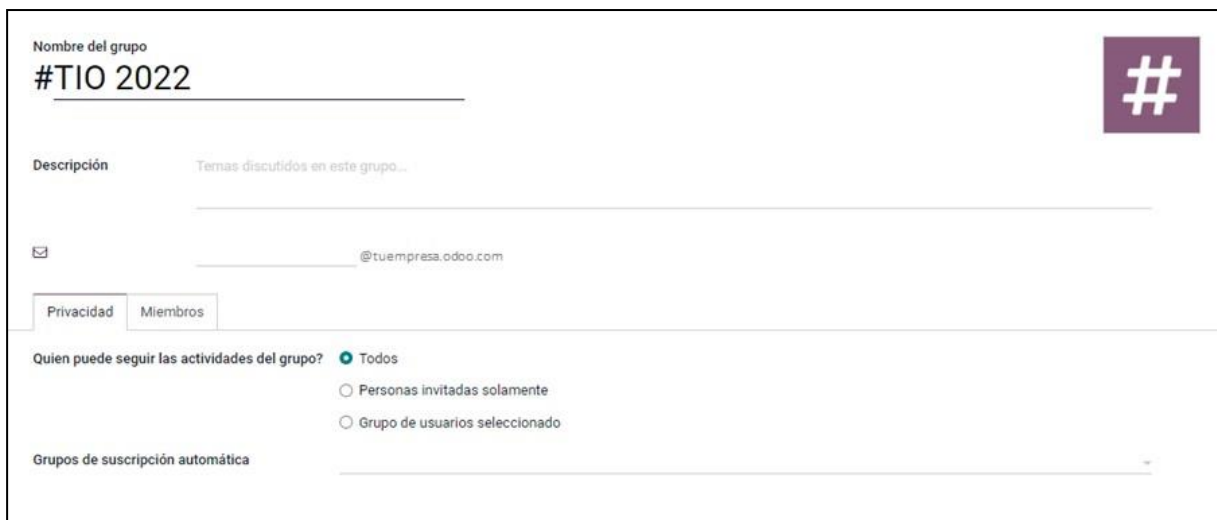 Nombre del grupo
#TIO 2022
#
Descripción Temas discutidos en este grupo...
@tuempresa.odoo.com
Privacidad Miembros
Quien puede seguir las actividades del grupo? Todos
Personas invitadas solamente
Grupo de usuarios seleccionado
Grupos de suscripción automática